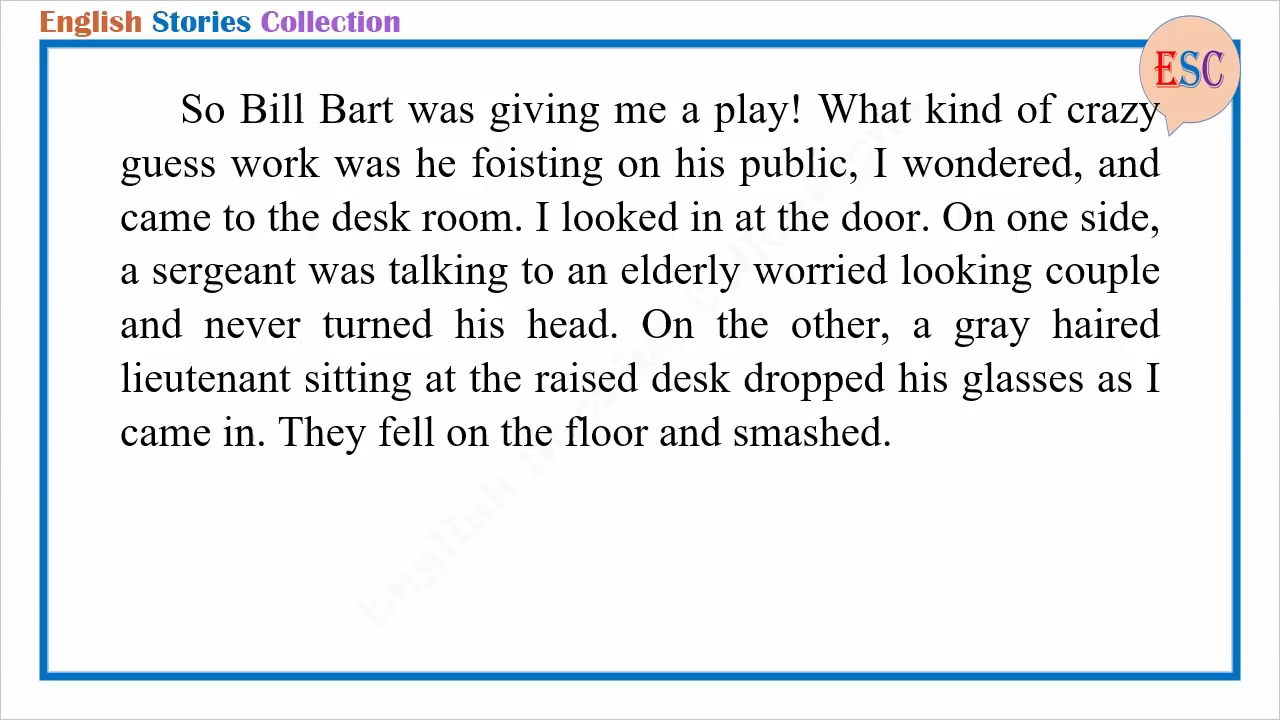 English Stories Collection
ESC
So Bill Bart was giving me a play! What kind of crazy
guess work was he foisting on his public, I wondered, and
came to the desk room. I looked in at the door. On one side,
a sergeant was talking to an elderly worried looking couple
and never turned his head. On the other, a gray haired
lieutenant sitting at the raised desk dropped his glasses as I
came in. They fell on the floor and smashed.